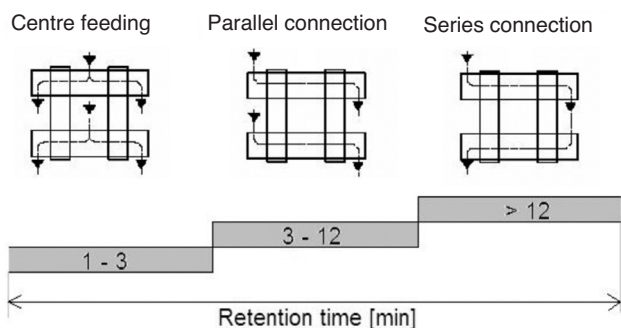 Centre feeding Parallel connection Series connection
> 12
3 - 12
1 - 3
Retention time [min]